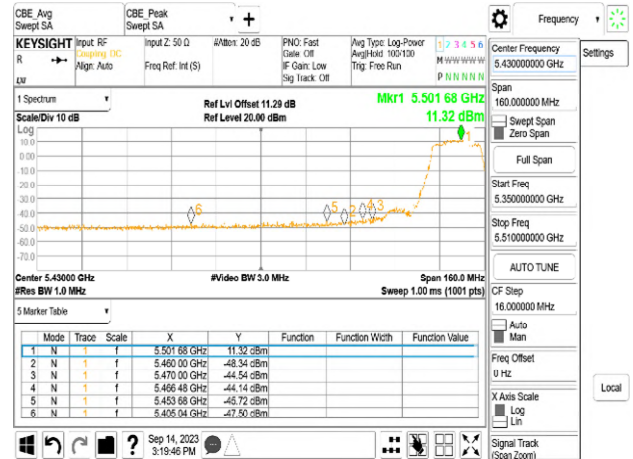 CBE_Avg
Swept SA
CBE_Peak
Swept SA
Frequency
KEYSIGHT
R
Input: RF
Coupling: DC
Align: Auto
Input Z: 50 Ω
Freq Ref: Int (S)
#Atten: 20 dB
PNO: Fast
Gate: Off
IF Gain: Low
Sig Track: Off
Avg Type: Log-Power
Avg|Hold: 100/100
Trig: Free Run
1 2 3 4 5 6
M W W W W W
P N N N N N
1 Spectrum
Scale/Div 10 dB
Ref Lvl Offset 11.29 dB
Ref Level 20.00 dBm
Mkr1 5.501 68 GHz
11.32 dBm
Log
10.0
0.00
-10.0
-20.0
-30.0
-40.0
-50.0
-60.0
-70.0
1
6
5
2
4
3
Center 5.43000 GHz
#Res BW 1.0 MHz
#Video BW 3.0 MHz
Span 160.0 MHz
Sweep 1.00 ms (1001 pts)
5 Marker Table
Mode Trace Scale X Y Function Function Width Function Value
1 N 1 f 5.501 68 GHz 11.32 dBm
2 N 1 f 5.460 00 GHz -48.34 dBm
3 N 1 f 5.470 00 GHz -44.54 dBm
4 N 1 f 5.466 48 GHz -44.14 dBm
5 N 1 f 5.453 68 GHz -45.72 dBm
6 N 1 f 5.405 04 GHz -47.50 dBm
Sep 14, 2023
3:19:46 PM
Center Frequency
5.430000000 GHz
Span
160.000000 MHz
Swept Span
Zero Span
Full Span
Start Freq
5.350000000 GHz
Stop Freq
5.510000000 GHz
AUTO TUNE
CF Step
16.000000 MHz
Auto
Man
Freq Offset
0 Hz
X Axis Scale
Log
Lin
Signal Track
(Span Zoom)
Settings
Local